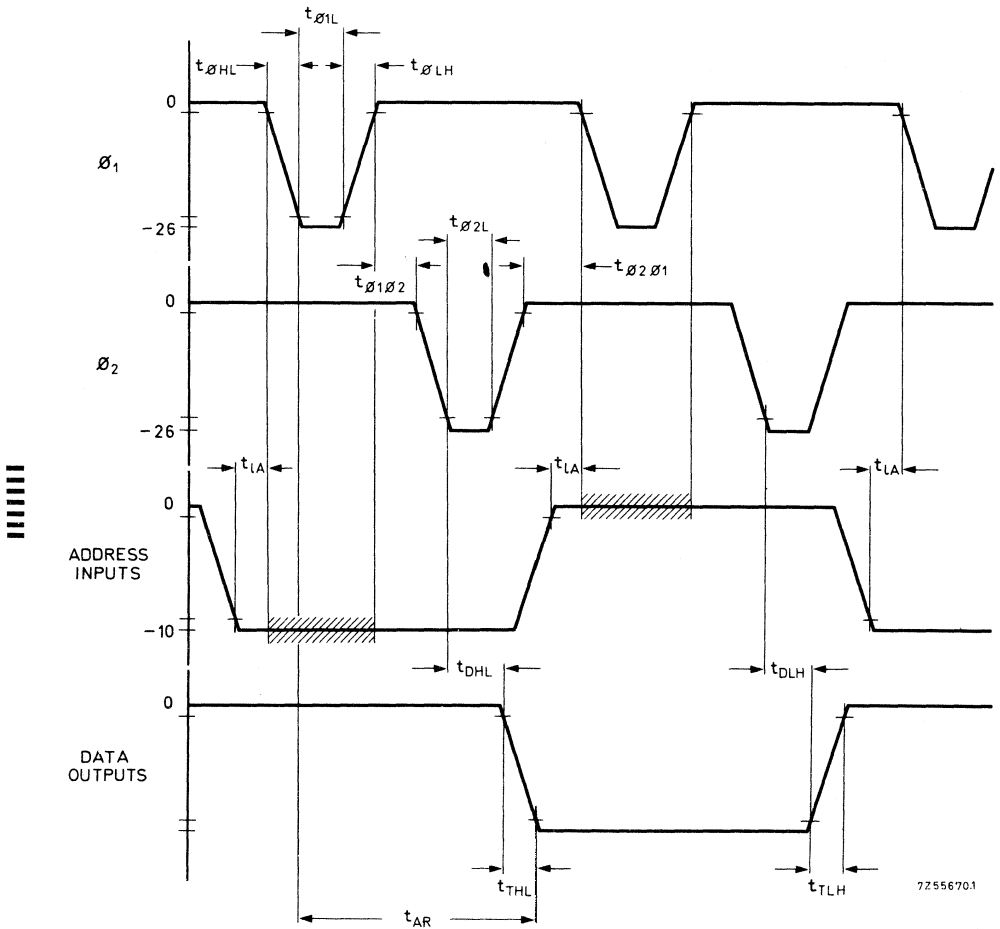 tø1L
tøHL
tøLH
0
ø1
-26
tø2L
tø1ø2
tø2ø1
0
ø2
-26
tlA
tlA
tlA
0
ADDRESS
INPUTS
-10
tDHL
tDLH
0
DATA
OUTPUTS
tTHL
tTLH
7Z55670.1
tAR